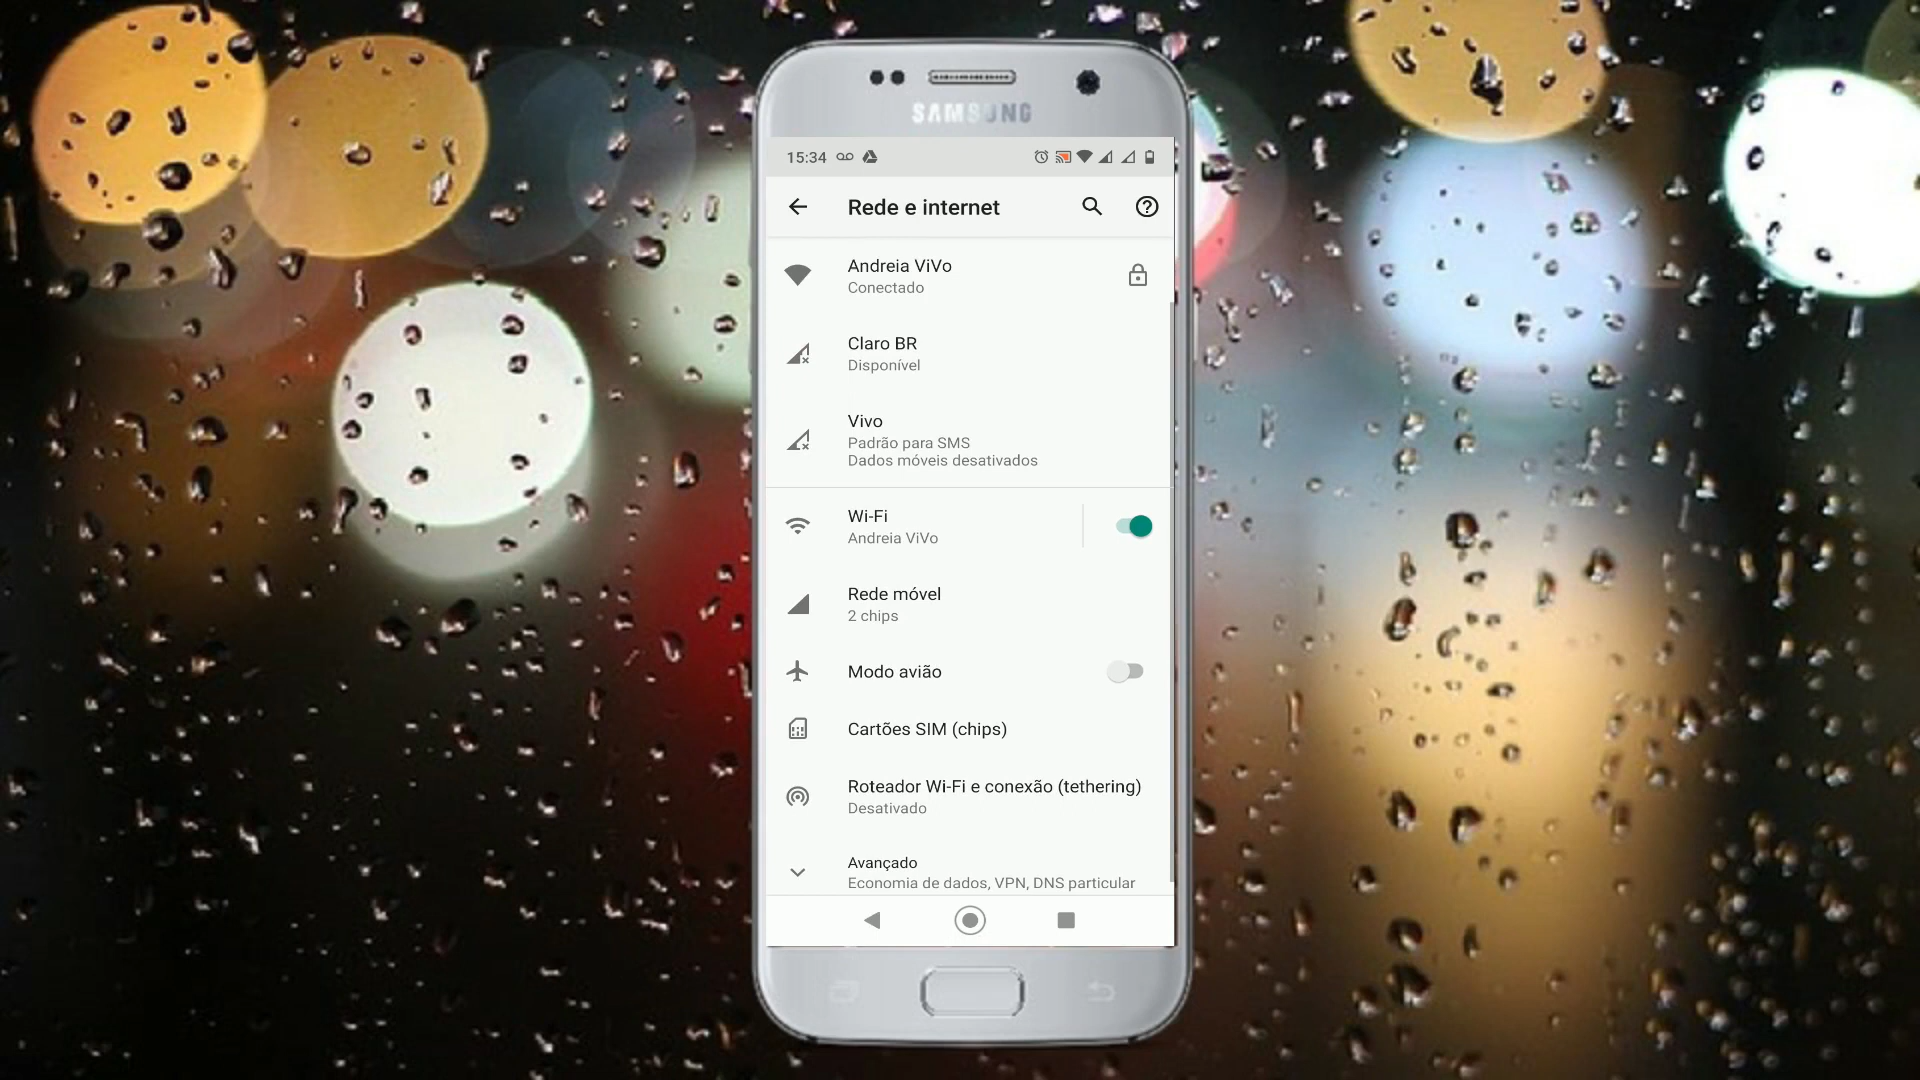 SAMSUNG
15:34
Rede e internet
Andreia ViVo
Conectado
Claro BR
Disponível
Vivo
Padrão para SMS
Dados móveis desativados
Wi-Fi
Andreia ViVo
Rede móvel
2 chips
Modo avião
Cartões SIM (chips)
Roteador Wi-Fi e conexão (tethering)
Desativado
Avançado
Economia de dados, VPN, DNS particular